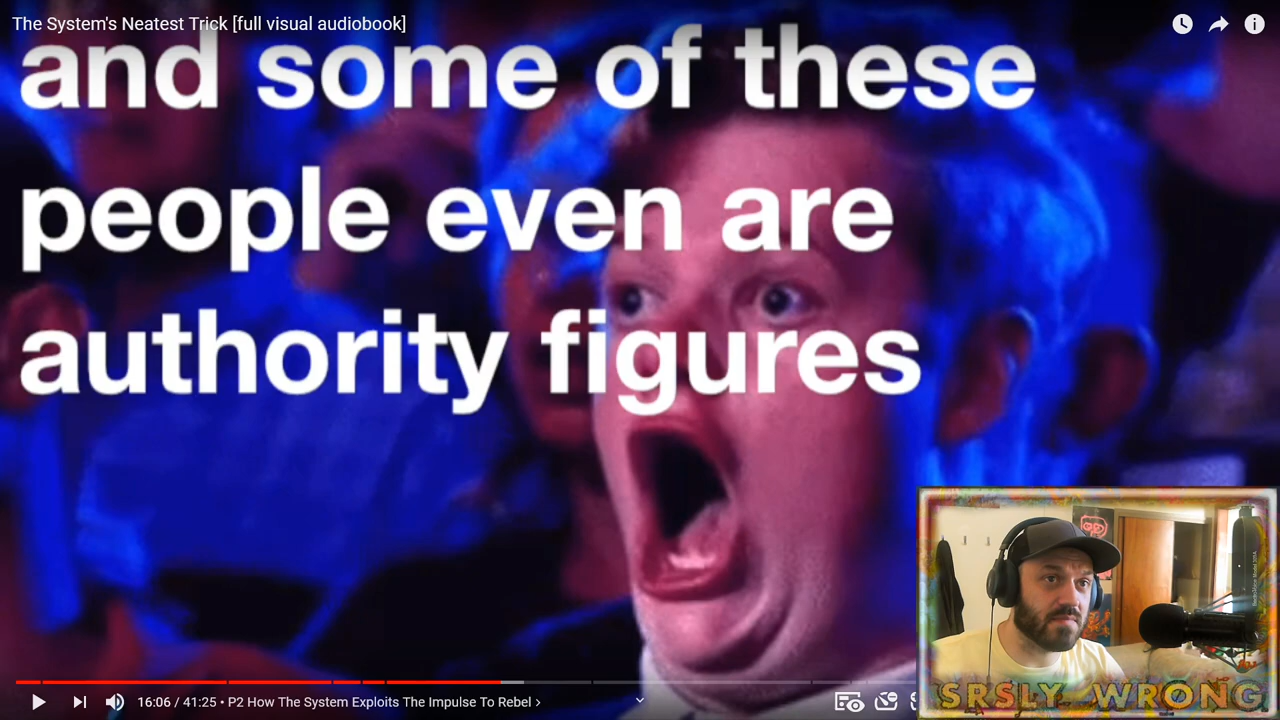 The System's Neatest Trick [full visual audiobook]
and some of these
people even are
authority figures
16:06 / 41:25 • P2 How The System Exploits The Impulse To Rebel ›
SRSLY WRONG